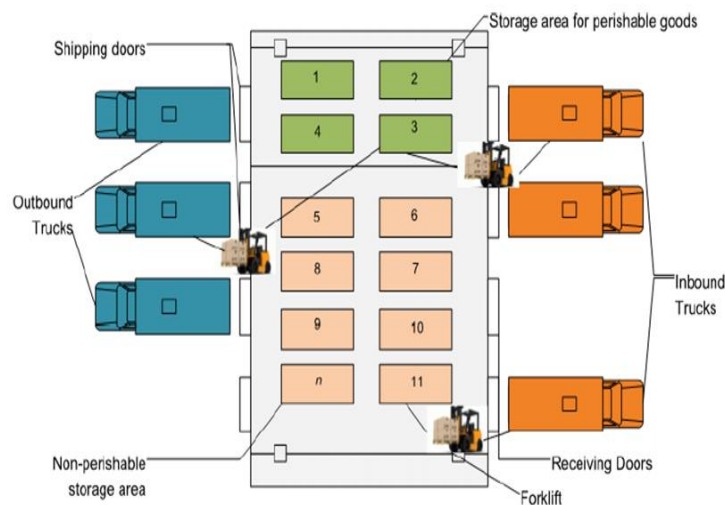 Storage area for perishable goods
Shipping doors
1
2
4
3
Outbound
Trucks
5
6
8
7
Inbound
Trucks
9
10
n
11
Non-perishable
storage area
Receiving Doors
Forklift